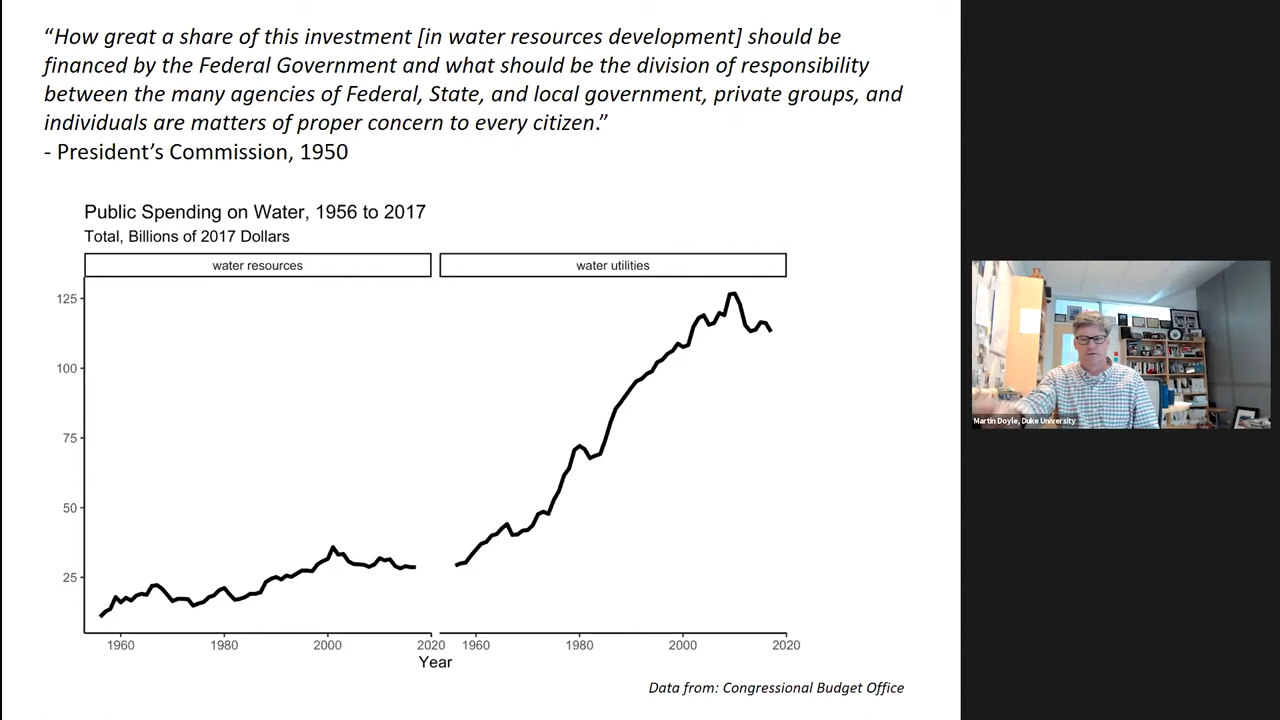 “How great a share of this investment [in water resources development] should be
financed by the Federal Government and what should be the division of responsibility
between the many agencies of Federal, State, and local government, private groups, and
individuals are matters of proper concern to every citizen.”
- President’s Commission, 1950
Public Spending on Water, 1956 to 2017
Total, Billions of 2017 Dollars
water resources
water utilities
125
100
75
50
25
1960
1980
2000
2020
1960
1980
2000
2020
Year
Data from: Congressional Budget Office
Martin Doyle, Duke University